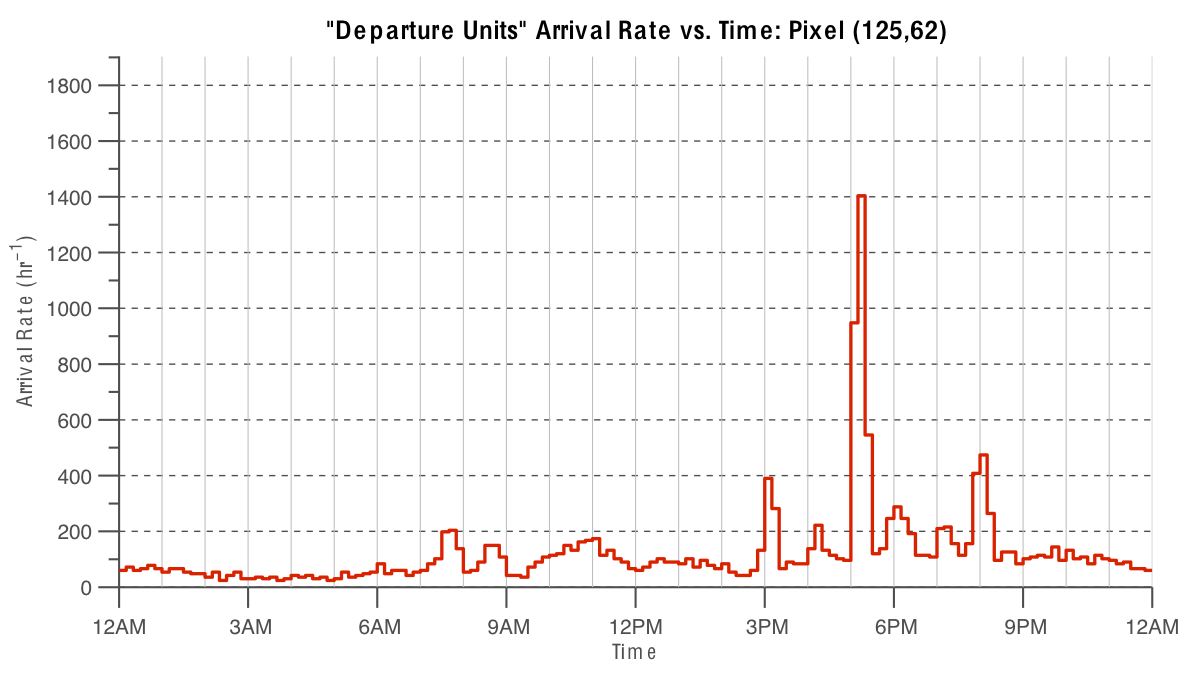 "Departure Units" Arrival Rate vs. Time: Pixel (125,62)
1800
1600
1400
1200
1000
800
600
400
200
0
Arrival Rate (hr⁻¹)
12AM 3AM 6AM 9AM 12PM 3PM 6PM 9PM 12AM
Time